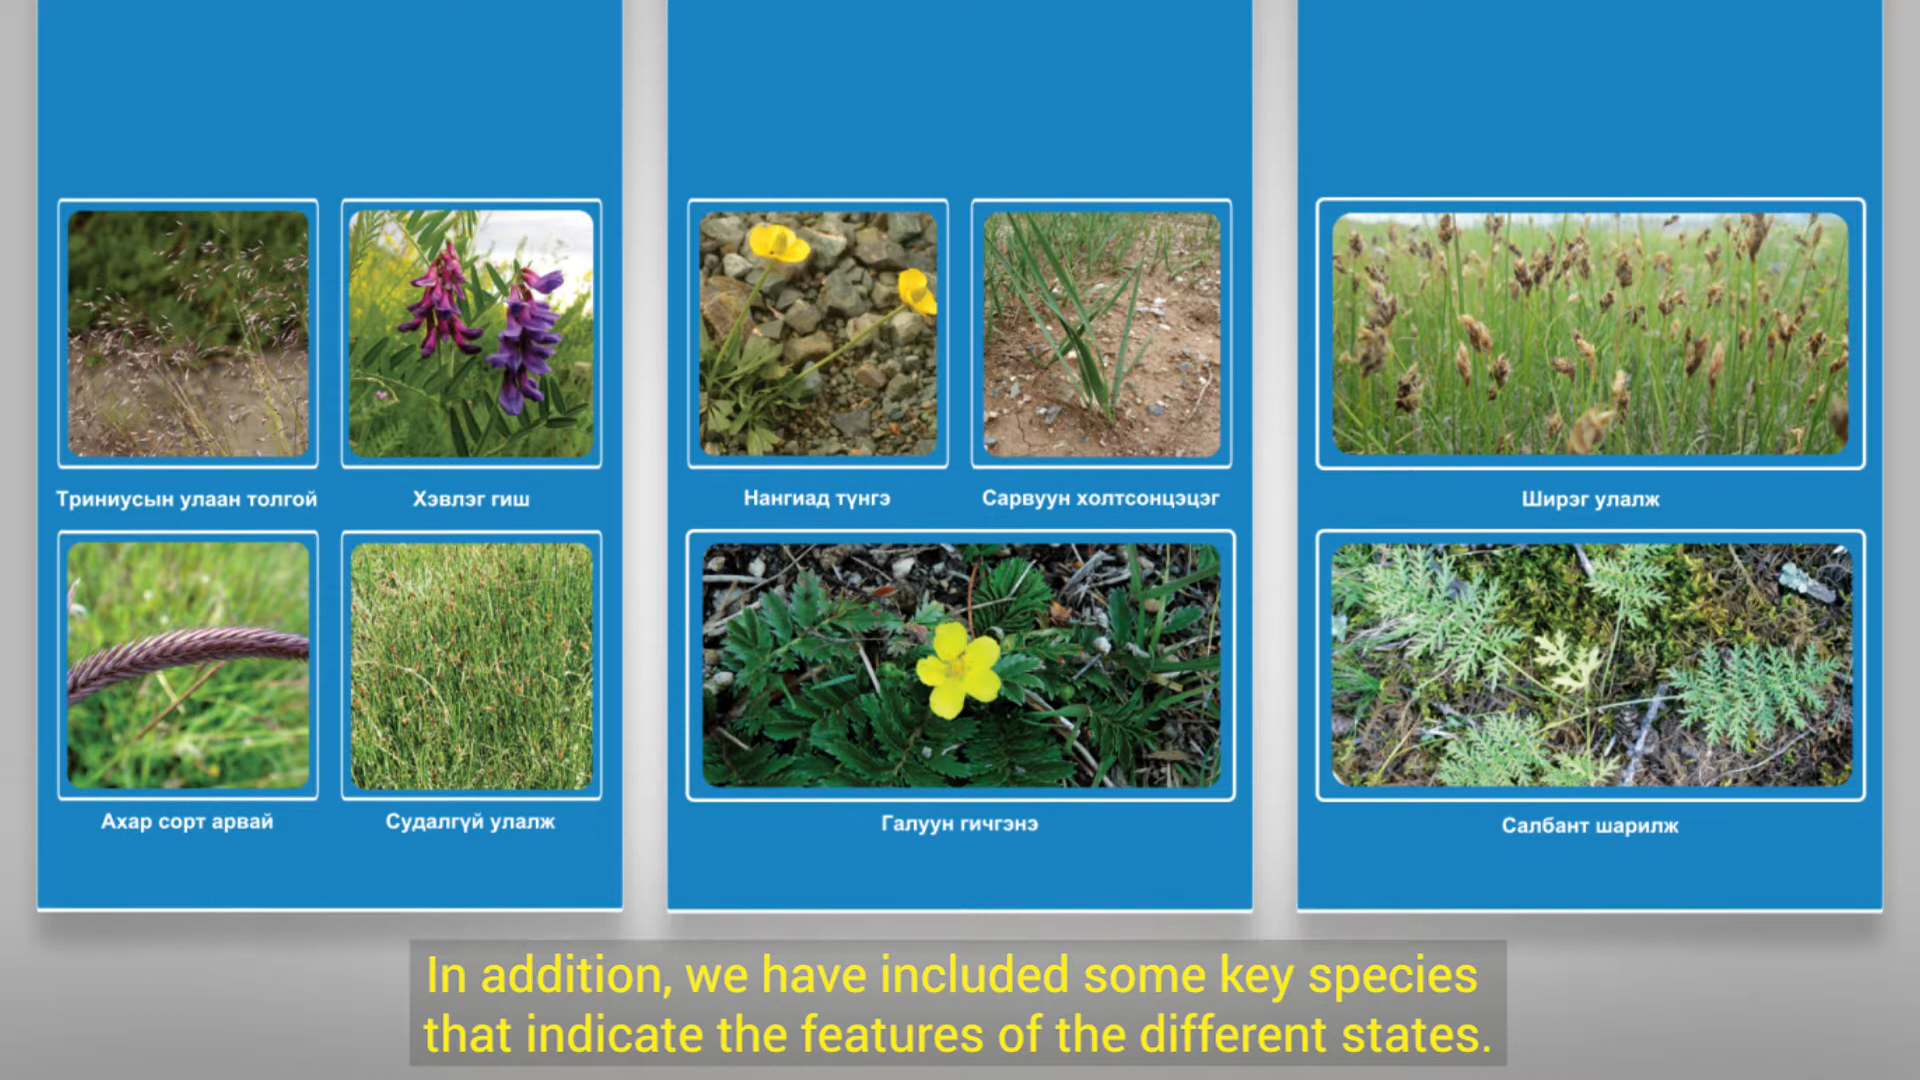 Триниусын улаан толгой
Хэвлэг гиш
Нангиад түнгэ
Сарвуун холтсонцэцэг
Ширэг улалж
Ахар сорт арвай
Судалгүй улалж
Галуун гичгэнэ
Салбант шарилж
In addition, we have included some key species
that indicate the features of the different states.